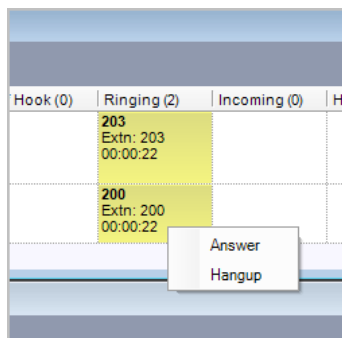 Hook (0) Ringing (2) Incoming (0) H
203
Extn: 203
00:00:22
200
Extn: 200
00:00:22
Answer
Hangup